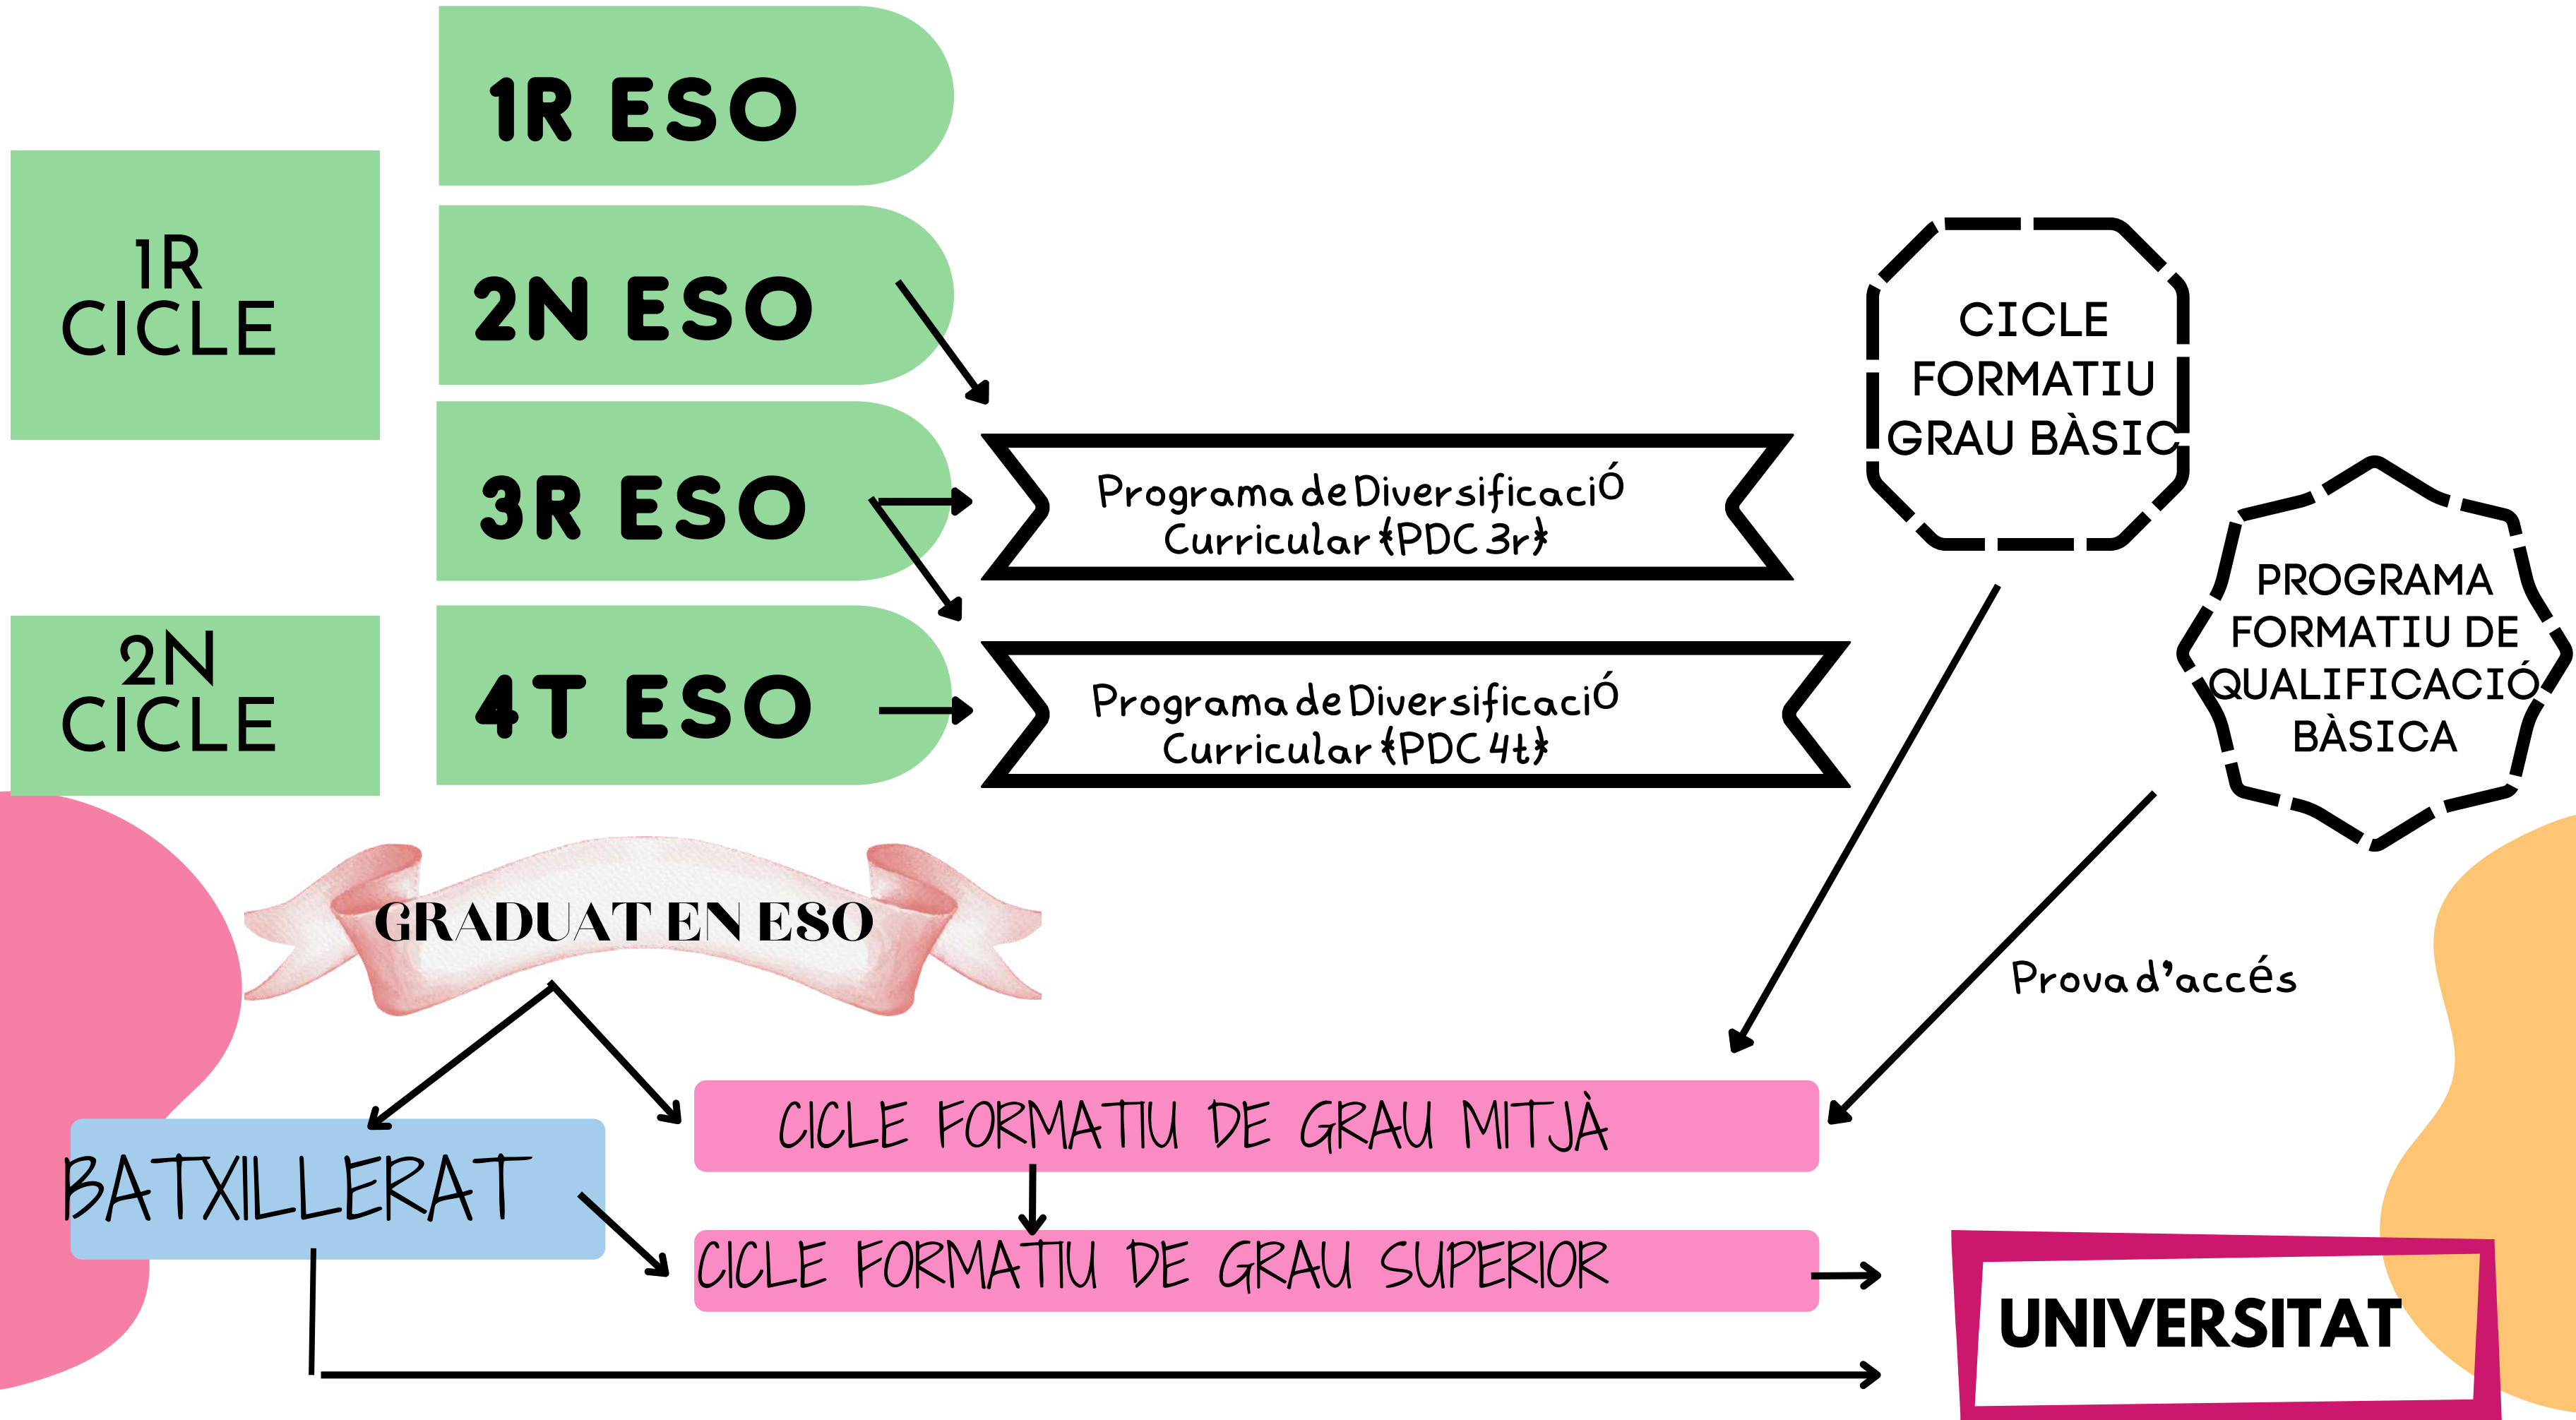 1R ESO
1R
CICLE
2N ESO
3R ESO
2N
CICLE
4T ESO
Programa de Diversificació
Curricular (PDC 3r)
Programa de Diversificació
Curricular (PDC 4t)
CICLE
FORMATIU
GRAU BÀSIC
PROGRAMA
FORMATIU DE
QUALIFICACIÓ
BÀSICA
GRADUAT EN ESO
Prova d'accés
BATXILLERAT
CICLE FORMATIU DE GRAU MITJÀ
CICLE FORMATIU DE GRAU SUPERIOR
UNIVERSITAT